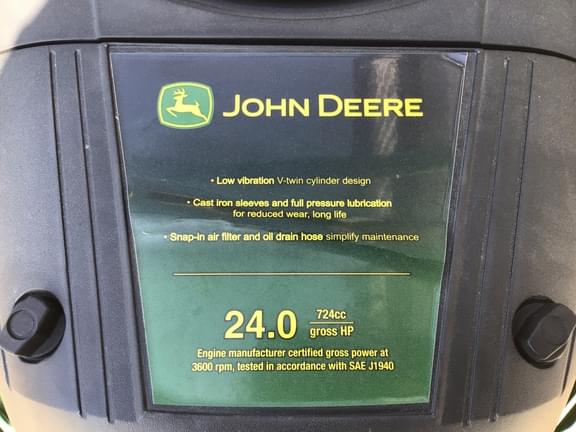 JOHN DEERE
• Low vibration V-twin cylinder design
• Cast iron sleeves and full pressure lubrication
for reduced wear, long life
• Snap-in air filter and oil drain hose simplify maintenance
24.0 724cc
gross HP
Engine manufacturer certified gross power at
3600 rpm, tested in accordance with SAE J1940